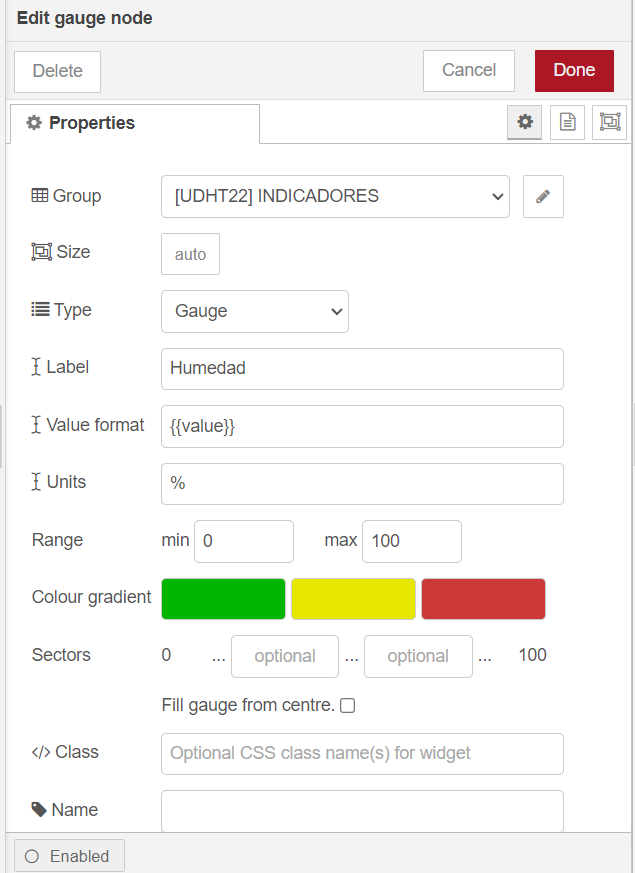 Edit gauge node
Delete Cancel Done
Properties
Group [UDHT22] INDICADORES
Size auto
Type Gauge
Label Humedad
Value format {{value}}
Units %
Range min 0 max 100
Colour gradient
Sectors 0 ... optional ... optional ... 100
Fill gauge from centre.
</> Class Optional CSS class name(s) for widget
Name
Enabled